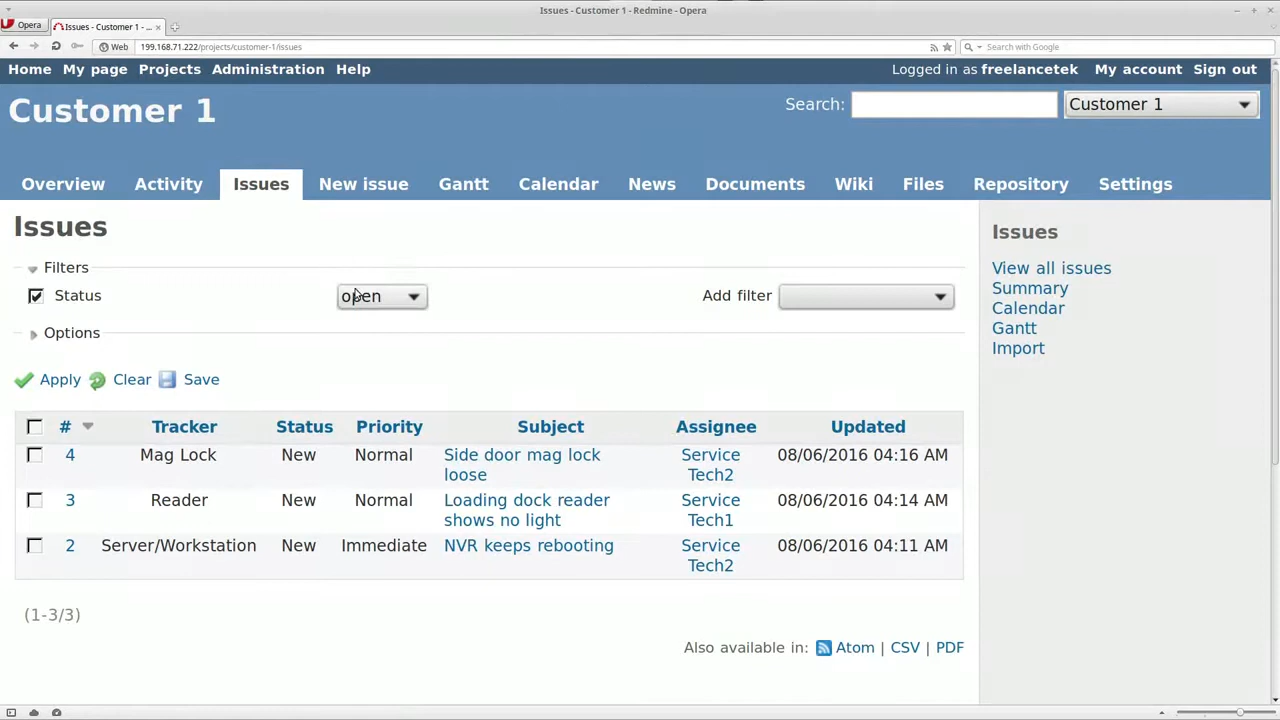 Issues - Customer 1 - Redmine - Opera
Opera Issues - Customer 1 - ...
Web 199.168.71.222/projects/customer-1/issues Search with Google
Home My page Projects Administration Help Logged in as freelancetek My account Sign out
Customer 1 Search: Customer 1
Overview Activity Issues New issue Gantt Calendar News Documents Wiki Files Repository Settings
Issues
Filters
Status open Add filter
Options
Apply Clear Save
# Tracker Status Priority Subject Assignee Updated
4 Mag Lock New Normal Side door mag lock Service 08/06/2016 04:16 AM
loose Tech2
3 Reader New Normal Loading dock reader Service 08/06/2016 04:14 AM
shows no light Tech1
2 Server/Workstation New Immediate NVR keeps rebooting Service 08/06/2016 04:11 AM
Tech2
(1-3/3)
Also available in: Atom | CSV | PDF
Issues
View all issues
Summary
Calendar
Gantt
Import